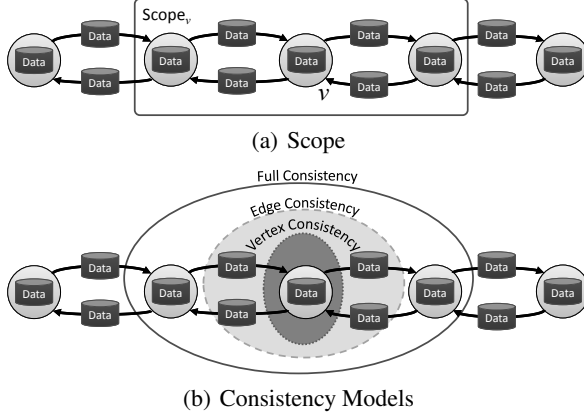 Scope_v
Data Data Data Data
Data Data Data Data Data
Data Data Data Data
v
(a) Scope
Full Consistency
Edge Consistency
Vertex Consistency
Data Data Data Data
Data Data Data Data Data
Data Data Data Data
(b) Consistency Models